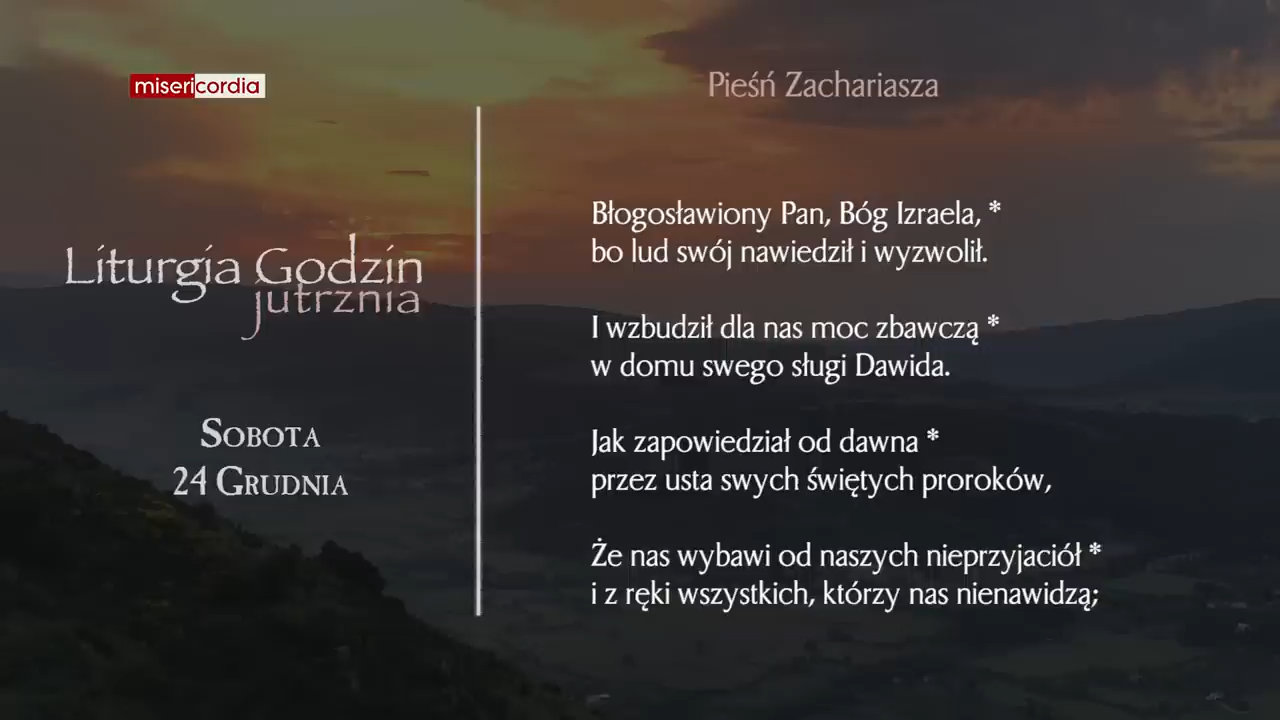 misericordia
Liturgia Godzin
jutrznia
Sobota
24 Grudnia
Pieśń Zachariasza
Błogosławiony Pan, Bóg Izraela, *
bo lud swój nawiedził i wyzwolił.
I wzbudził dla nas moc zbawczą *
w domu swego sługi Dawida.
Jak zapowiedział od dawna *
przez usta swych świętych proroków,
Że nas wybawi od naszych nieprzyjaciół *
i z ręki wszystkich, którzy nas nienawidzą;